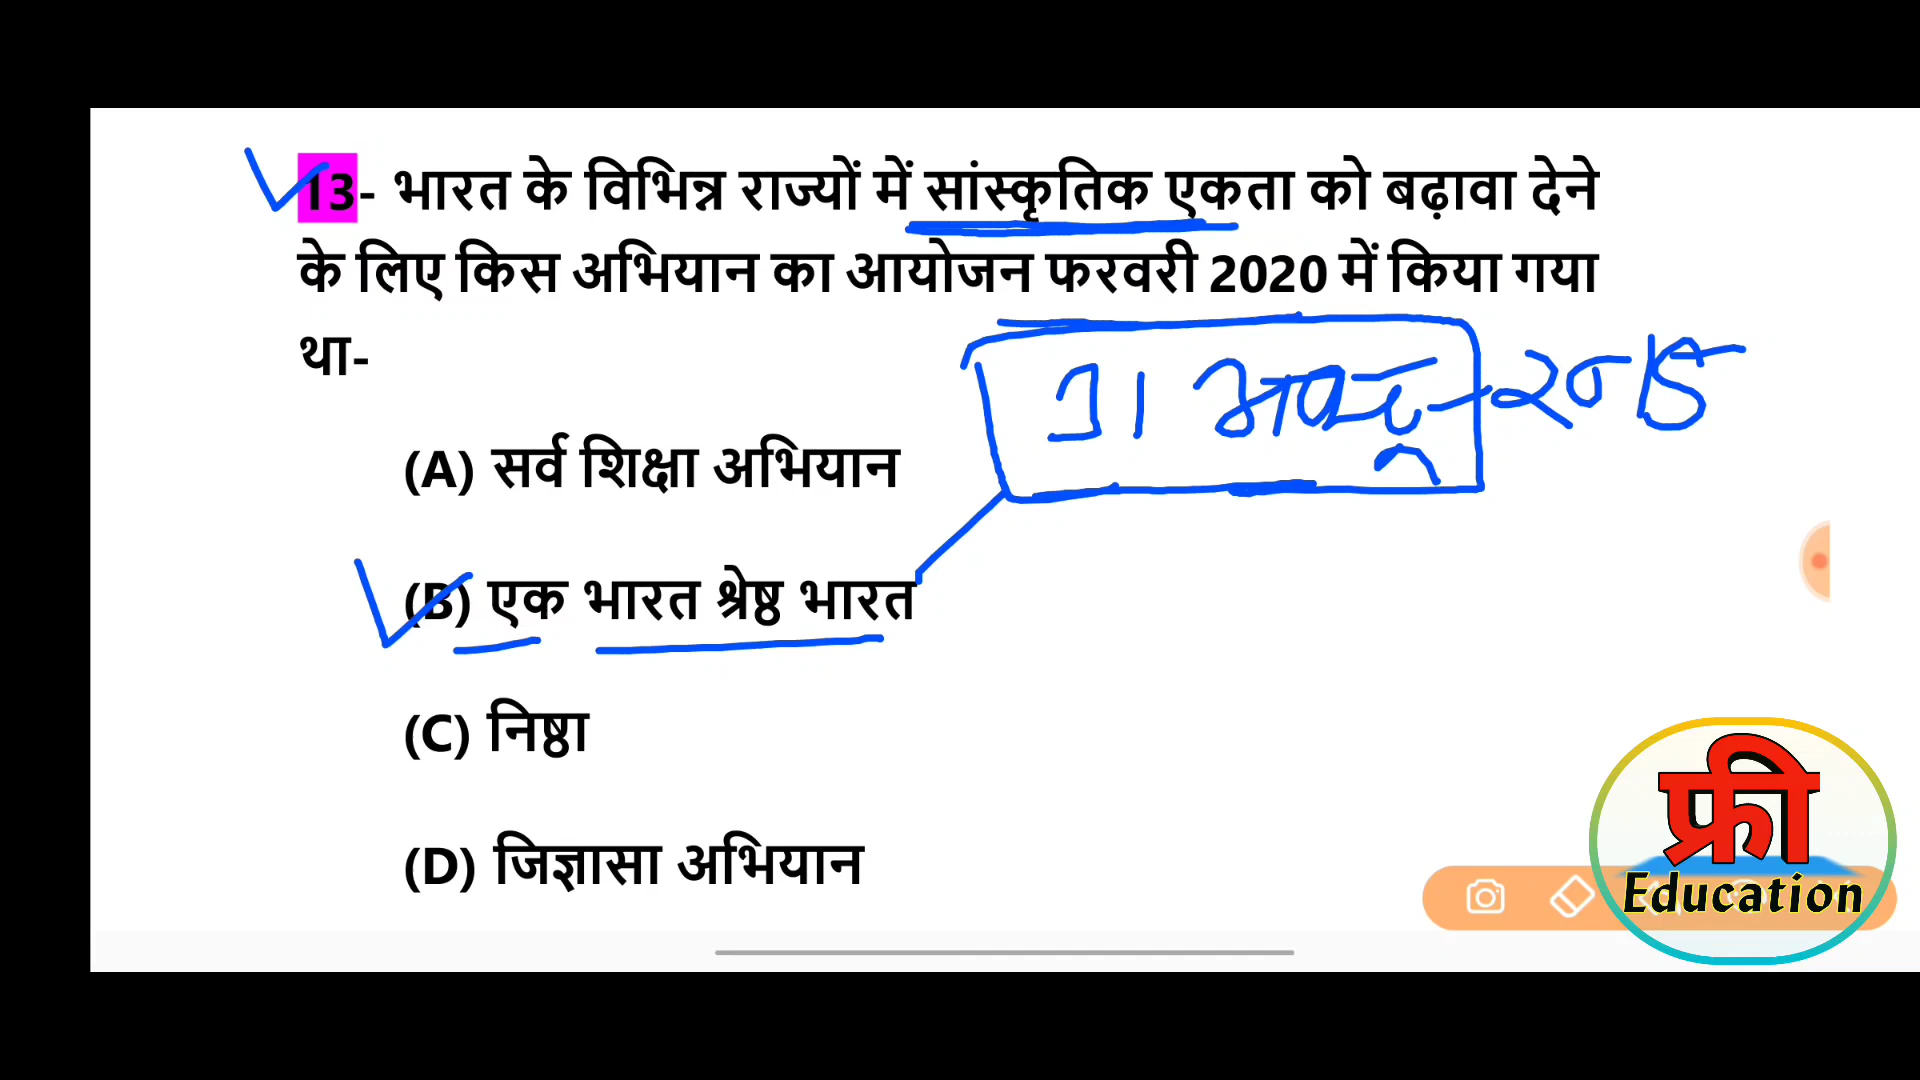 13- भारत के विभिन्न राज्यों में सांस्कृतिक एकता को बढ़ावा देने
के लिए किस अभियान का आयोजन फरवरी 2020 में किया गया
था-
31 अक्टू 2015
(A) सर्व शिक्षा अभियान
(B) एक भारत श्रेष्ठ भारत
(C) निष्ठा
(D) जिज्ञासा अभियान
फ्री
Education